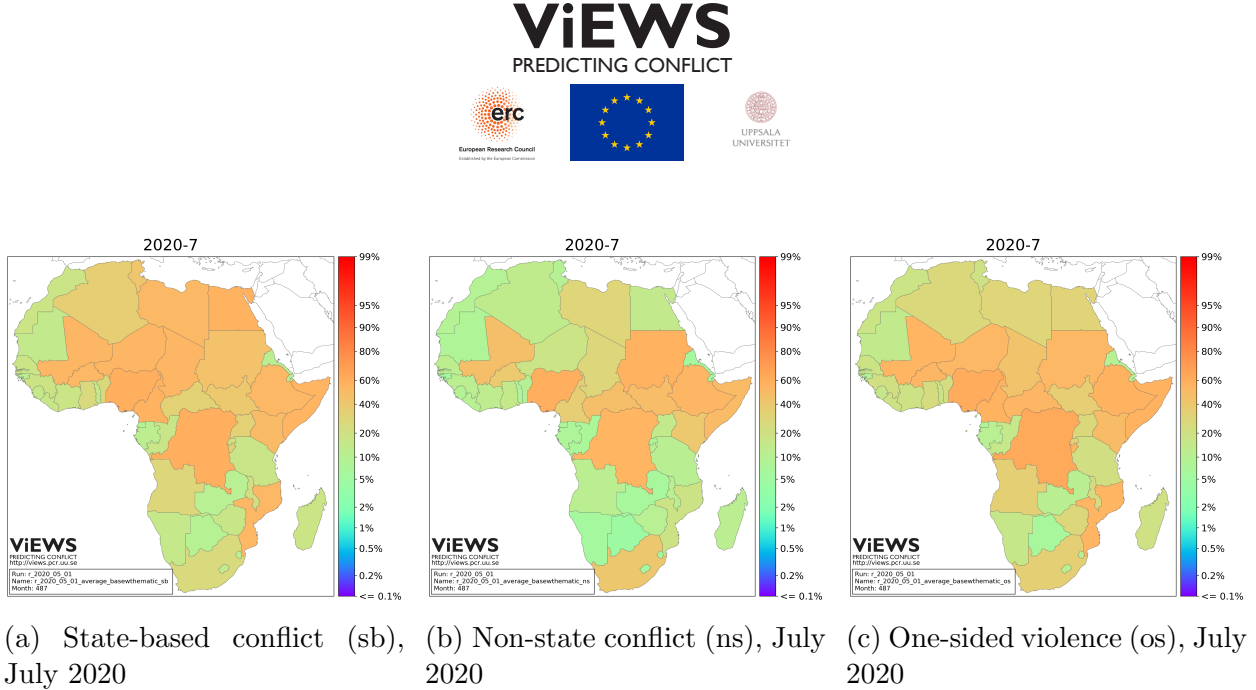 ViEWS
PREDICTING CONFLICT
erc
European Research Council
Established by the European Commission
UPPSALA
UNIVERSITET
2020-7
99%
95%
90%
80%
60%
40%
20%
10%
5%
2%
1%
0.5%
0.2%
<= 0.1%
ViEWS
PREDICTING CONFLICT
http://views.pcr.uu.se
Run: r_2020_05_01
Name: r_2020_05_01_average_basewthematic_sb
Month: 487
(a) State-based conflict (sb),
July 2020
2020-7
99%
95%
90%
80%
60%
40%
20%
10%
5%
2%
1%
0.5%
0.2%
<= 0.1%
ViEWS
PREDICTING CONFLICT
http://views.pcr.uu.se
Run: r_2020_05_01
Name: r_2020_05_01_average_basewthematic_ns
Month: 487
(b) Non-state conflict (ns), July
2020
2020-7
99%
95%
90%
80%
60%
40%
20%
10%
5%
2%
1%
0.5%
0.2%
<= 0.1%
ViEWS
PREDICTING CONFLICT
http://views.pcr.uu.se
Run: r_2020_05_01
Name: r_2020_05_01_average_basewthematic_os
Month: 487
(c) One-sided violence (os), July
2020